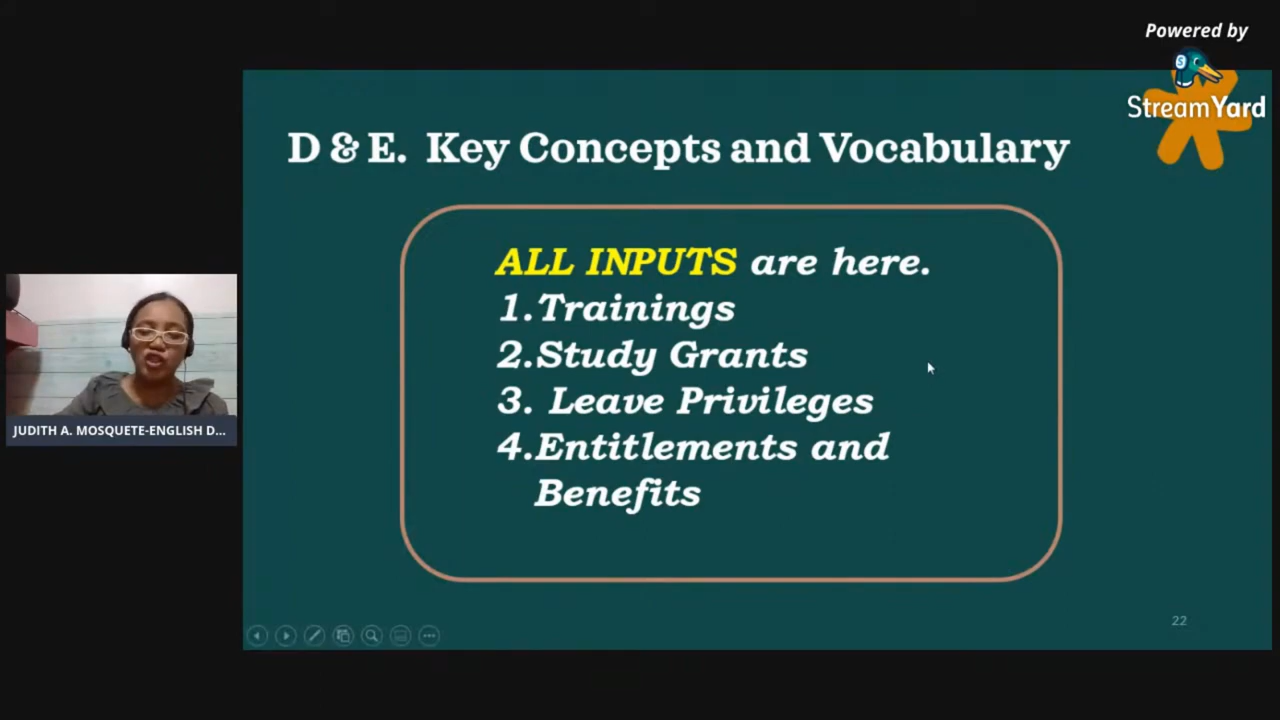 Powered by
StreamYard
D & E. Key Concepts and Vocabulary
ALL INPUTS are here.
1.Trainings
2.Study Grants
3. Leave Privileges
4.Entitlements and
Benefits
JUDITH A. MOSQUETE-ENGLISH D...
22